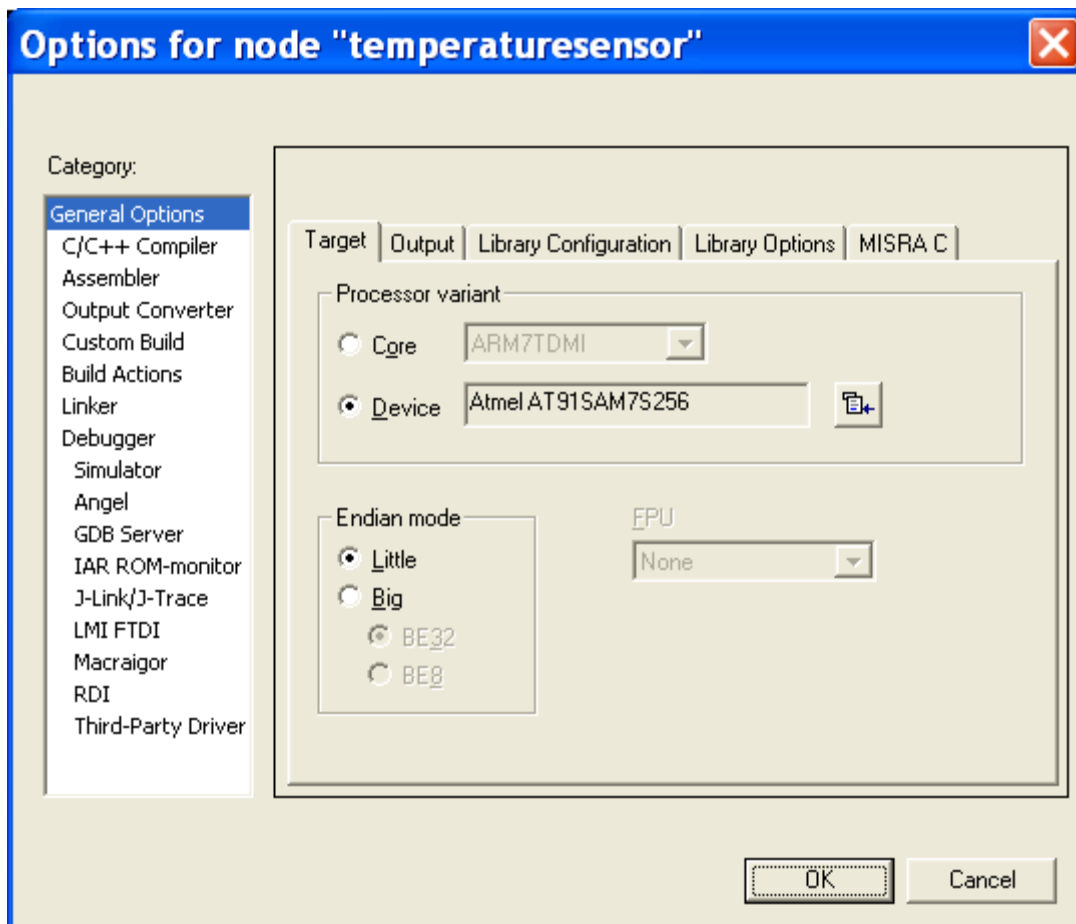 Options for node "temperaturesensor"
Category:
General Options
C/C++ Compiler
Assembler
Output Converter
Custom Build
Build Actions
Linker
Debugger
Simulator
Angel
GDB Server
IAR ROM-monitor
J-Link/J-Trace
LMI FTDI
Macraigor
RDI
Third-Party Driver
Target Output Library Configuration Library Options MISRA C
Processor variant
Core ARM7TDMI
Device Atmel AT91SAM7S256
Endian mode
Little
Big
BE32
BE8
FPU
None
OK Cancel